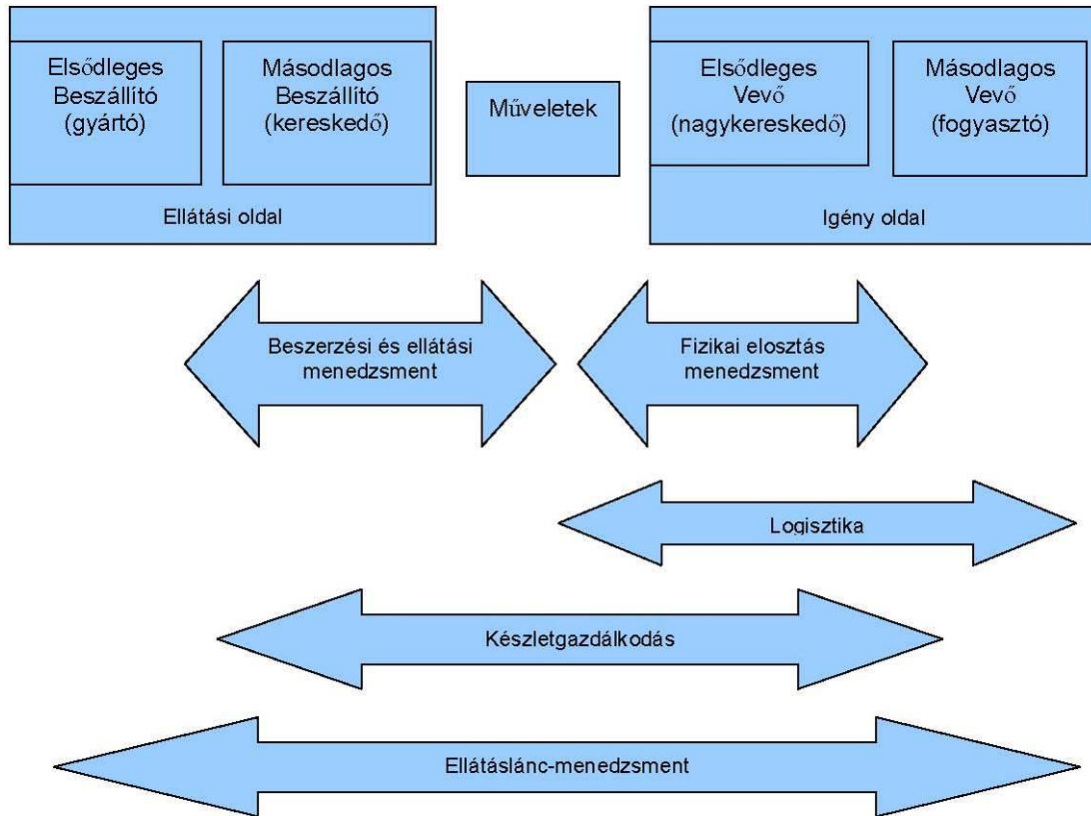 Elsődleges
Beszállító
(gyártó)
Másodlagos
Beszállító
(kereskedő)
Ellátási oldal
Műveletek
Elsődleges
Vevő
(nagykereskedő)
Másodlagos
Vevő
(fogyasztó)
Igény oldal
Beszerzési és ellátási
menedzsment
Fizikai elosztás
menedzsment
Logisztika
Készletgazdálkodás
Ellátáslánc-menedzsment